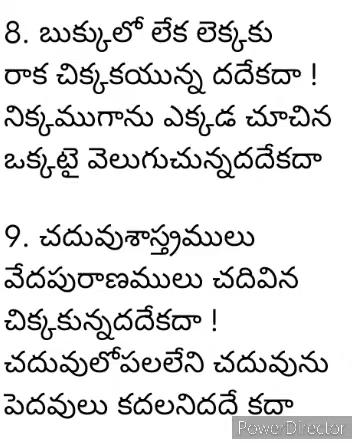 8. బుక్కులో లేక లెక్కకు
రాక చిక్కకయున్న దదేకదా !
నిక్కముగాను ఎక్కడ చూచిన
ఒక్కటై వెలుగుచున్నదదేకదా
9. చదువుశాస్త్రములు
వేదపురాణములు చదివిన
చిక్కకున్నదదేకదా !
చదువులోపలలేని చదువును
పెదవులు కదలనిదదే కదా
PowerDirector